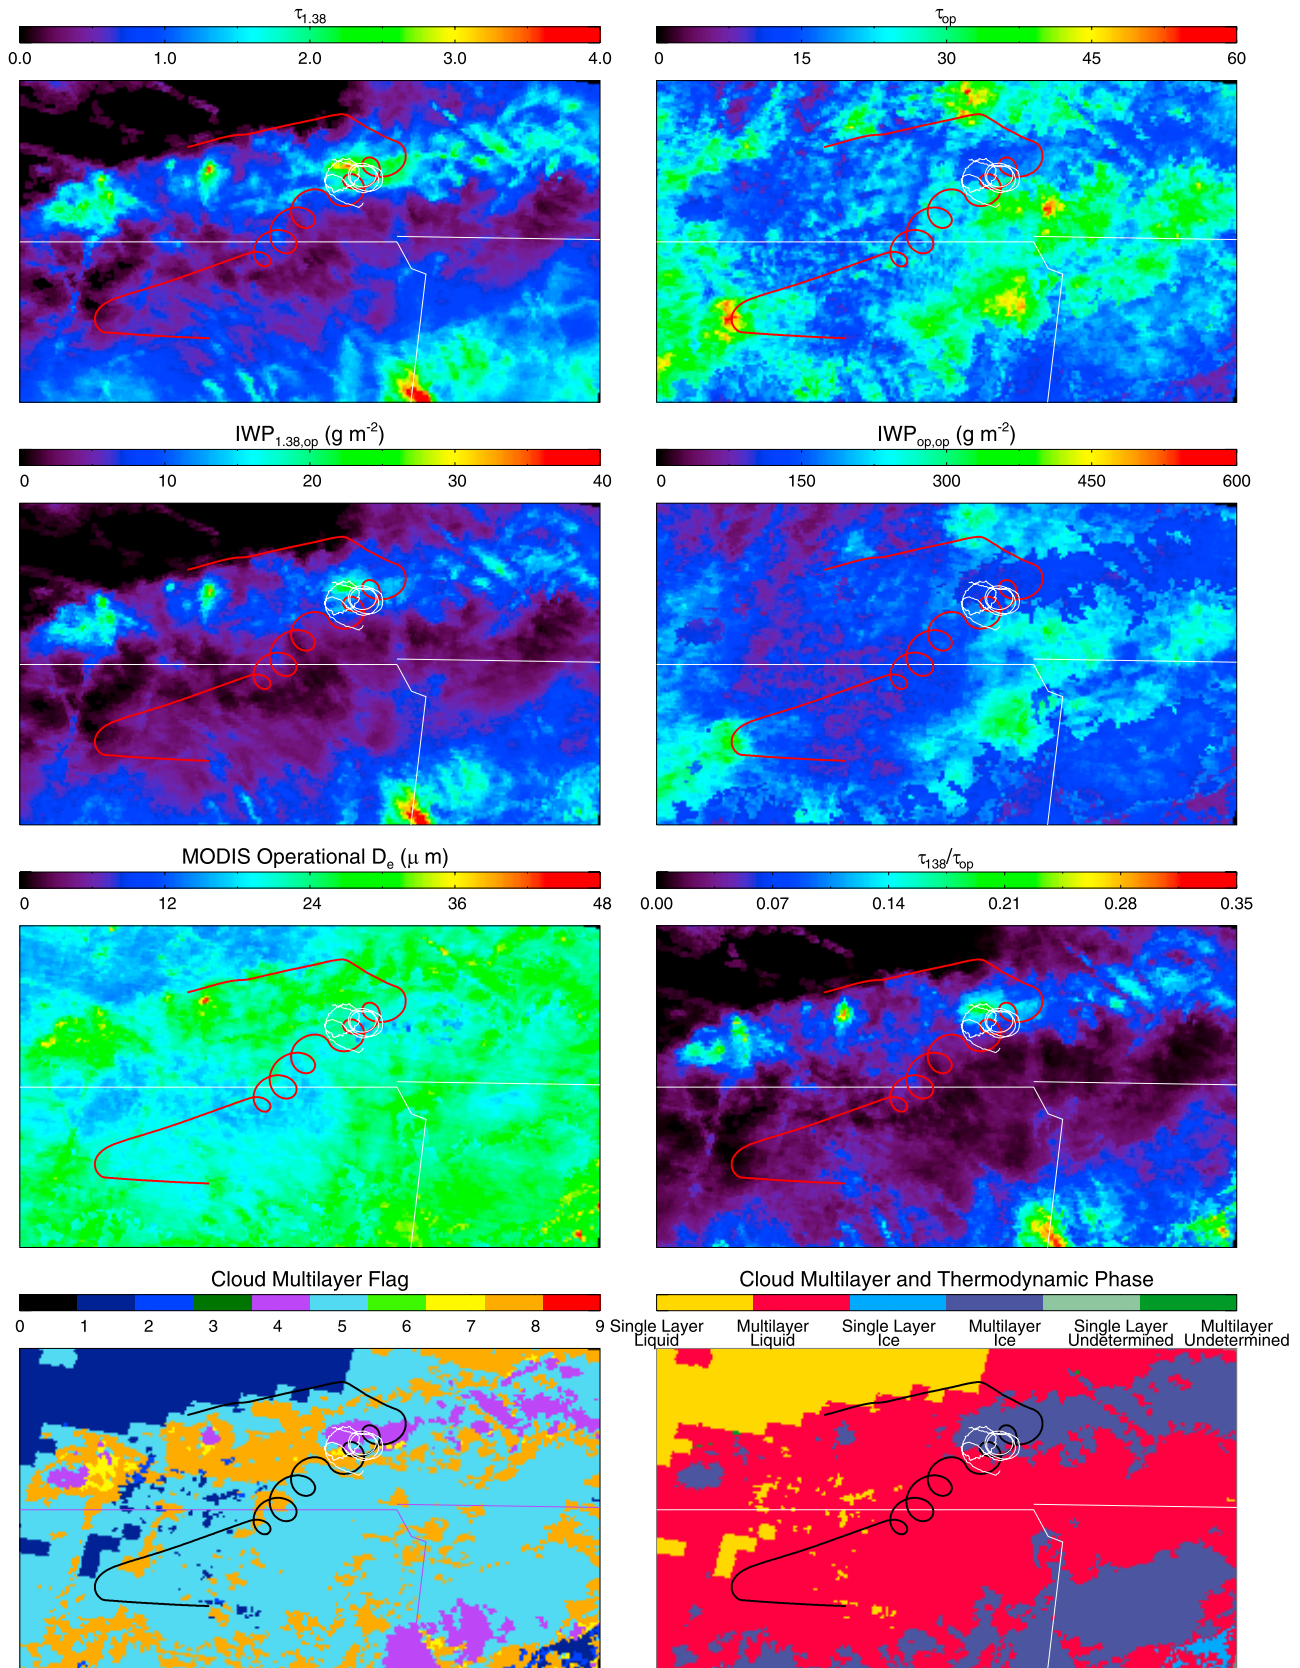 τ1.38
τop
0.0 1.0 2.0 3.0 4.0
0 15 30 45 60
IWP1.38,op (g m-2)
IWPop,op (g m-2)
0 10 20 30 40
0 150 300 450 600
MODIS Operational De (μ m)
τ138/τop
0 12 24 36 48
0.00 0.07 0.14 0.21 0.28 0.35
Cloud Multilayer Flag
Cloud Multilayer and Thermodynamic Phase
0 1 2 3 4 5 6 7 8 9
Single Layer Multilayer Single Layer Multilayer Single Layer Multilayer
Liquid Liquid Ice Ice Undetermined Undetermined